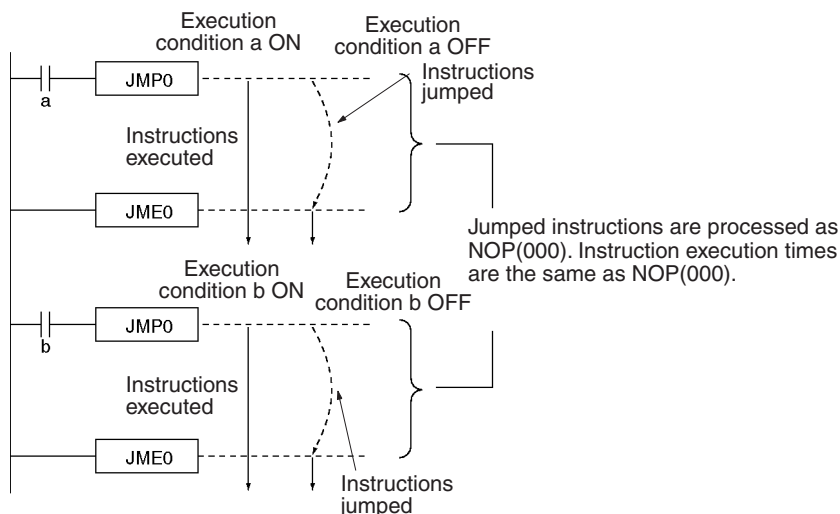 Execution
condition a ON
Execution
condition a OFF
Instructions
jumped
JMP0
a
Instructions
executed
JME0
Jumped instructions are processed as
NOP(000). Instruction execution times
are the same as NOP(000).
Execution
condition b ON
Execution
condition b OFF
JMP0
b
Instructions
executed
JME0
Instructions
jumped